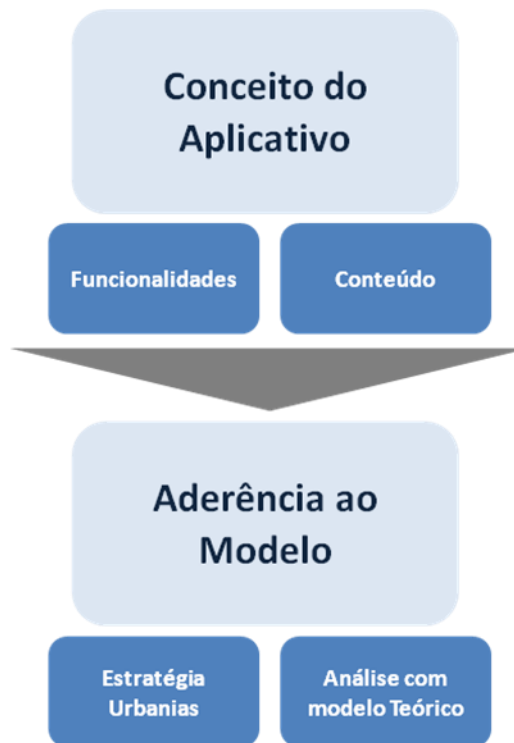 Conceito do
Aplicativo
Funcionalidades
Conteúdo
Aderência ao
Modelo
Estratégia
Urbanias
Análise com
modelo Teórico